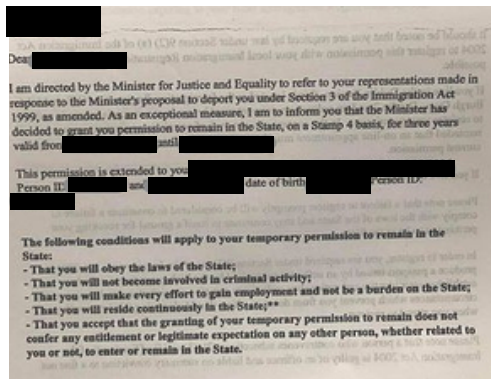 Dear
I am directed by the Minister for Justice and Equality to refer to your representations made in
response to the Minister's proposal to deport you under Section 3 of the Immigration Act
1999, as amended. As an exceptional measure, I am to inform you that the Minister has
decided to grant you permission to remain in the State, on a Stamp 4 basis, for three years
valid from until
This permission is extended to you
Person ID: and date of birth Person ID:
The following conditions will apply to your temporary permission to remain in the
State:
- That you will obey the laws of the State;
- That you will not become involved in criminal activity;
- That you will make every effort to gain employment and not be a burden on the State;
- That you will reside continuously in the State;**
- That you accept that the granting of your temporary permission to remain does not
confer any entitlement or legitimate expectation on any other person, whether related to
you or not, to enter or remain in the State.